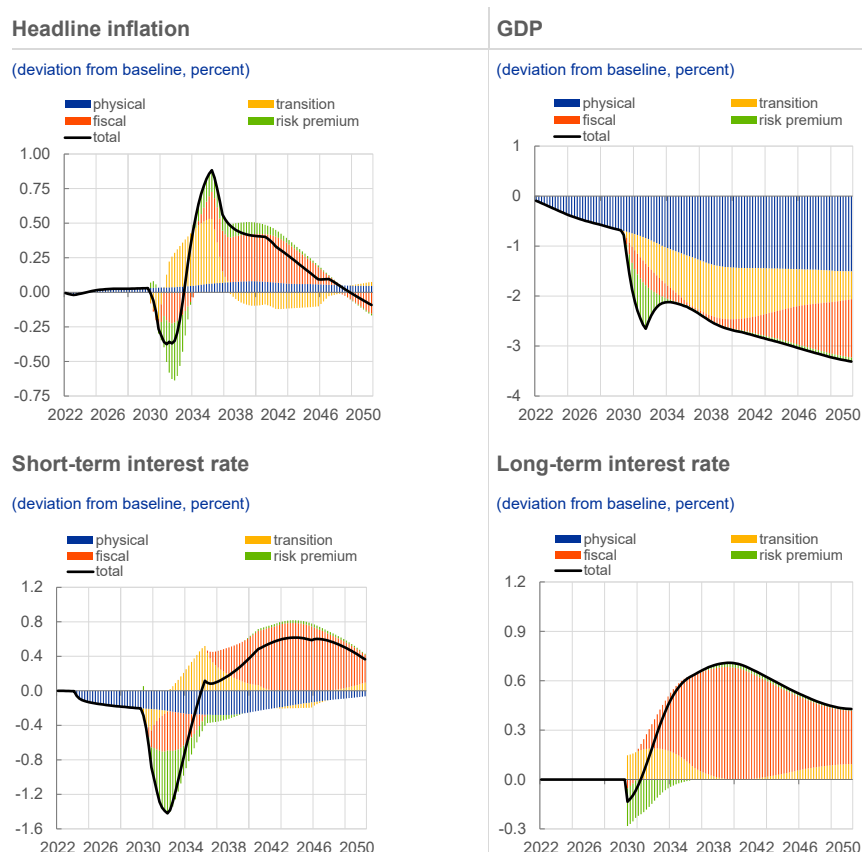 Headline inflation
(deviation from baseline, percent)
physical transition
fiscal risk premium
total
1.00
0.75
0.50
0.25
0.00
-0.25
-0.50
-0.75
2022 2026 2030 2034 2038 2042 2046 2050
GDP
(deviation from baseline, percent)
physical transition
fiscal risk premium
total
1
0
-1
-2
-3
-4
2022 2026 2030 2034 2038 2042 2046 2050
Short-term interest rate
(deviation from baseline, percent)
physical transition
fiscal risk premium
total
1.2
0.8
0.4
0.0
-0.4
-0.8
-1.2
-1.6
2022 2026 2030 2034 2038 2042 2046 2050
Long-term interest rate
(deviation from baseline, percent)
physical transition
fiscal risk premium
total
1.2
0.9
0.6
0.3
0.0
-0.3
2022 2026 2030 2034 2038 2042 2046 2050